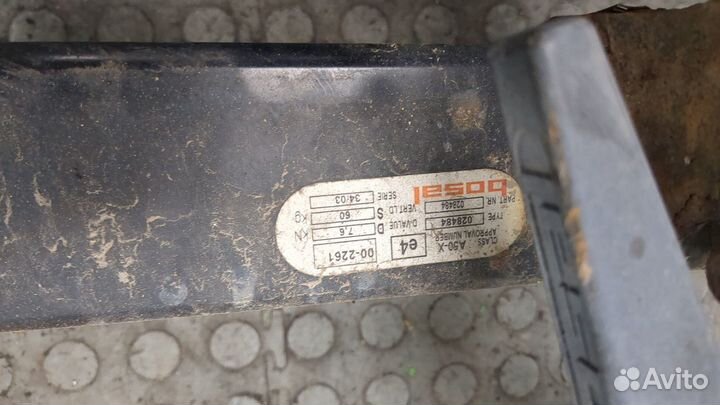 bosal
PART NR. 028484
SERIE 34/03
TYPE 028484
VERT.LD S 60 Kg
D-VALUE D 7,6 KN
CLASS A50-X
APPROVAL NUMBER e4 00-2261
Avito